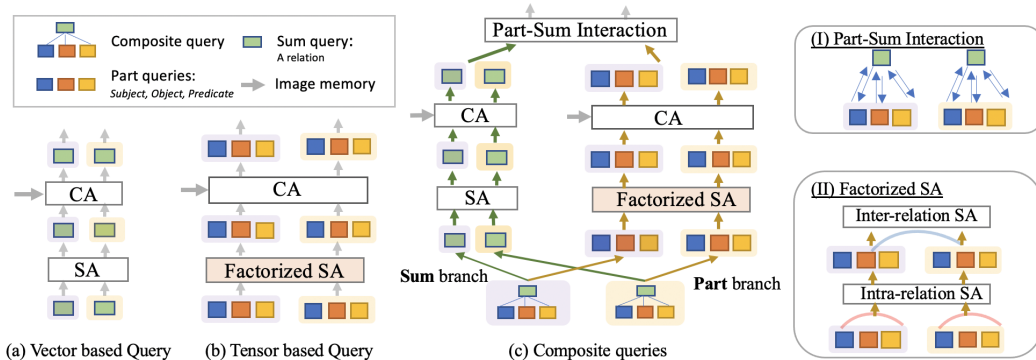 Composite query
Sum query:
A relation
Part queries:
Subject, Object, Predicate
Image memory
CA
SA
(a) Vector based Query
CA
Factorized SA
(b) Tensor based Query
Part-Sum Interaction
CA
CA
SA
Factorized SA
Sum branch
Part branch
(c) Composite queries
(I) Part-Sum Interaction
(II) Factorized SA
Inter-relation SA
Intra-relation SA